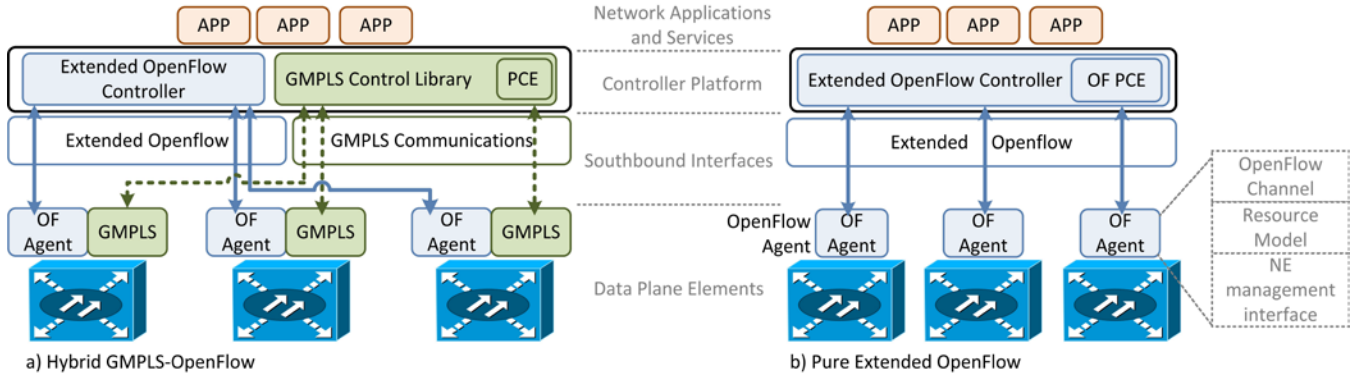 APP
APP
APP
Extended OpenFlow
Controller
GMPLS Control Library
PCE
Extended Openflow
GMPLS Communications
OF
Agent
GMPLS
OF
Agent
GMPLS
OF
Agent
GMPLS
a) Hybrid GMPLS-OpenFlow
Network Applications
and Services
Controller Platform
Southbound Interfaces
Data Plane Elements
APP
APP
APP
Extended OpenFlow Controller
OF PCE
Extended Openflow
OpenFlow
Agent
OF
Agent
OF
Agent
OF
Agent
b) Pure Extended OpenFlow
OpenFlow
Channel
Resource
Model
NE
management
interface